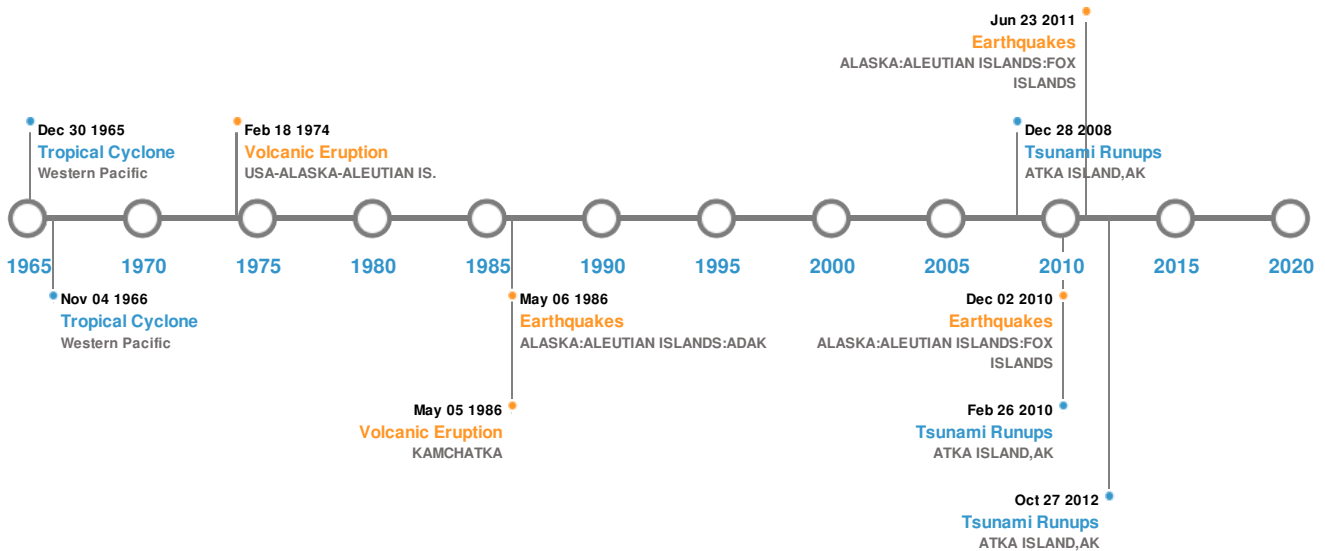 Jun 23 2011
Earthquakes
ALASKA:ALEUTIAN ISLANDS:FOX
ISLANDS
Dec 30 1965
Tropical Cyclone
Western Pacific
Feb 18 1974
Volcanic Eruption
USA-ALASKA-ALEUTIAN IS.
Dec 28 2008
Tsunami Runups
ATKA ISLAND,AK
1965 1970 1975 1980 1985 1990 1995 2000 2005 2010 2015 2020
Nov 04 1966
Tropical Cyclone
Western Pacific
May 06 1986
Earthquakes
ALASKA:ALEUTIAN ISLANDS:ADAK
Dec 02 2010
Earthquakes
ALASKA:ALEUTIAN ISLANDS:FOX
ISLANDS
May 05 1986
Volcanic Eruption
KAMCHATKA
Feb 26 2010
Tsunami Runups
ATKA ISLAND,AK
Oct 27 2012
Tsunami Runups
ATKA ISLAND,AK